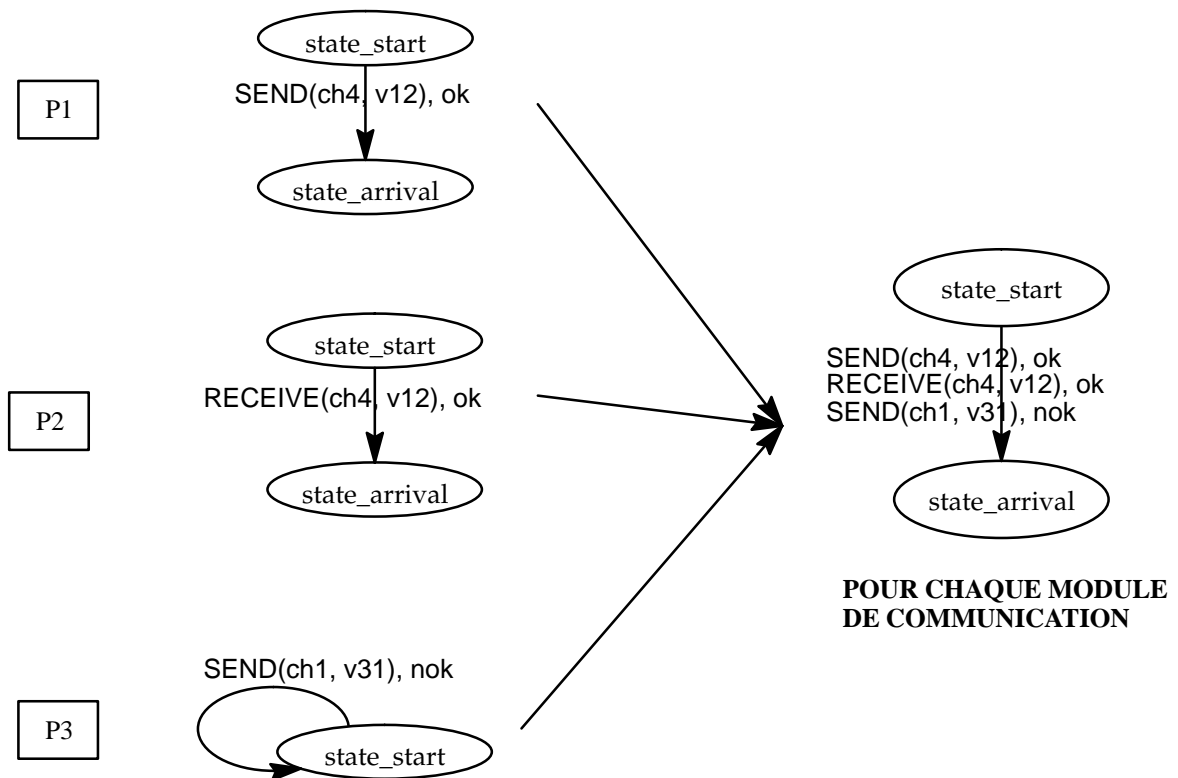 state_start
P1
SEND(ch4, v12), ok
state_arrival
state_start
P2
RECEIVE(ch4, v12), ok
state_arrival
SEND(ch1, v31), nok
P3
state_start
state_start
SEND(ch4, v12), ok
RECEIVE(ch4, v12), ok
SEND(ch1, v31), nok
state_arrival
POUR CHAQUE MODULE
DE COMMUNICATION